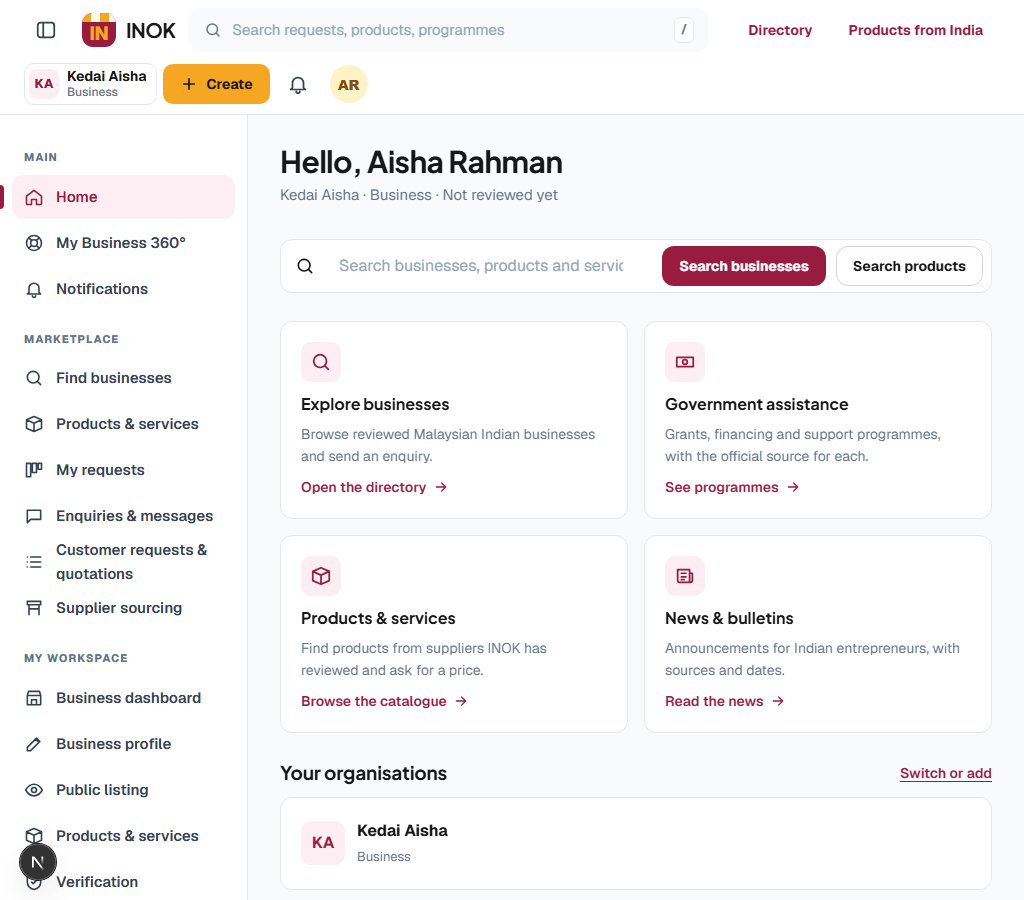 IN INOK
Search requests, products, programmes /
Directory
Products from India
KA Kedai Aisha
Business
+ Create
AR
MAIN
Home
My Business 360°
Notifications
MARKETPLACE
Find businesses
Products & services
My requests
Enquiries & messages
Customer requests &
quotations
Supplier sourcing
MY WORKSPACE
Business dashboard
Business profile
Public listing
Products & services
N
Verification
Hello, Aisha Rahman
Kedai Aisha · Business · Not reviewed yet
Search businesses, products and servic
Search businesses
Search products
Explore businesses
Browse reviewed Malaysian Indian businesses
and send an enquiry.
Open the directory →
Government assistance
Grants, financing and support programmes,
with the official source for each.
See programmes →
Products & services
Find products from suppliers INOK has
reviewed and ask for a price.
Browse the catalogue →
News & bulletins
Announcements for Indian entrepreneurs, with
sources and dates.
Read the news →
Your organisations
Switch or add
KA
Kedai Aisha
Business